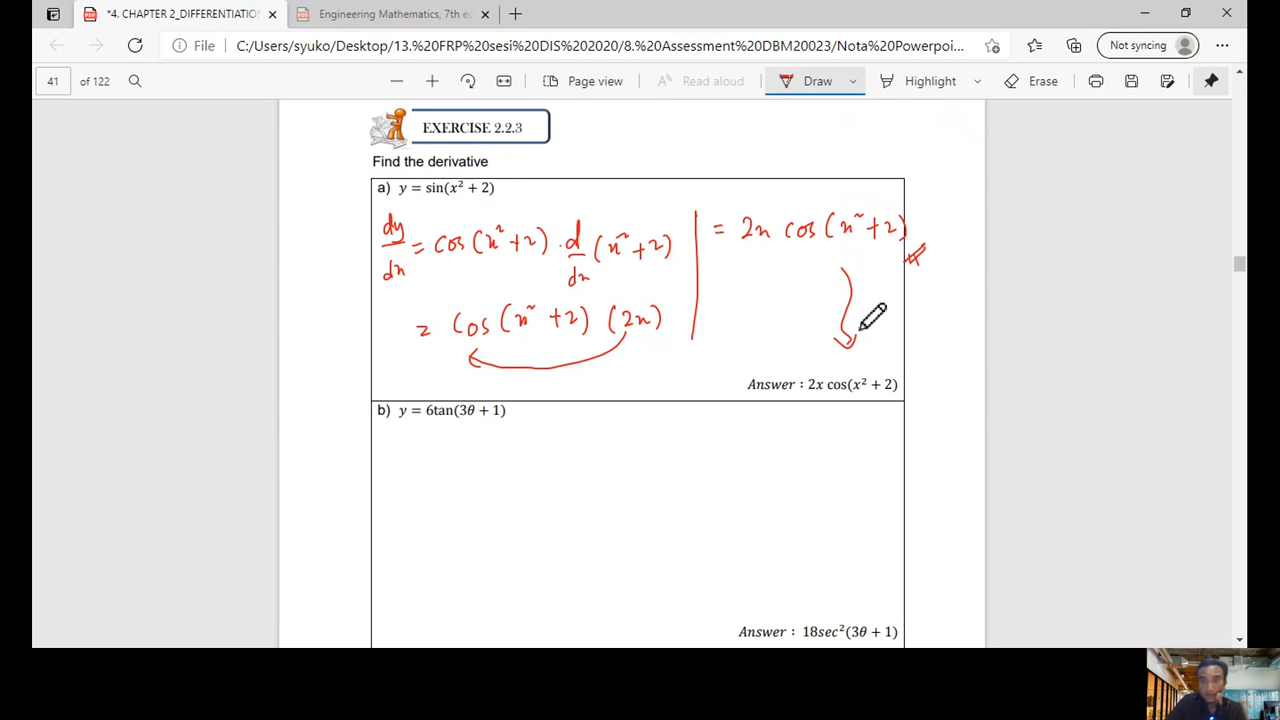 *4. CHAPTER 2_DIFFERENTIATIO
Engineering Mathematics, 7th e
File C:/Users/syuko/Desktop/13.%20FRP%20sesi%20DIS%202020/8.%20Assessment%20DBM20023/Nota%20Powerpoi... Not syncing
41 of 122 Page view Read aloud Draw Highlight Erase
EXERCISE 2.2.3
Find the derivative
a) y = sin(x² + 2)
dy/dx = cos(x² + 2) · d/dx (x² + 2)
= cos(x² + 2) (2x)
= 2x cos(x² + 2)
Answer : 2x cos(x² + 2)
b) y = 6tan(3θ + 1)
Answer : 18sec²(3θ + 1)